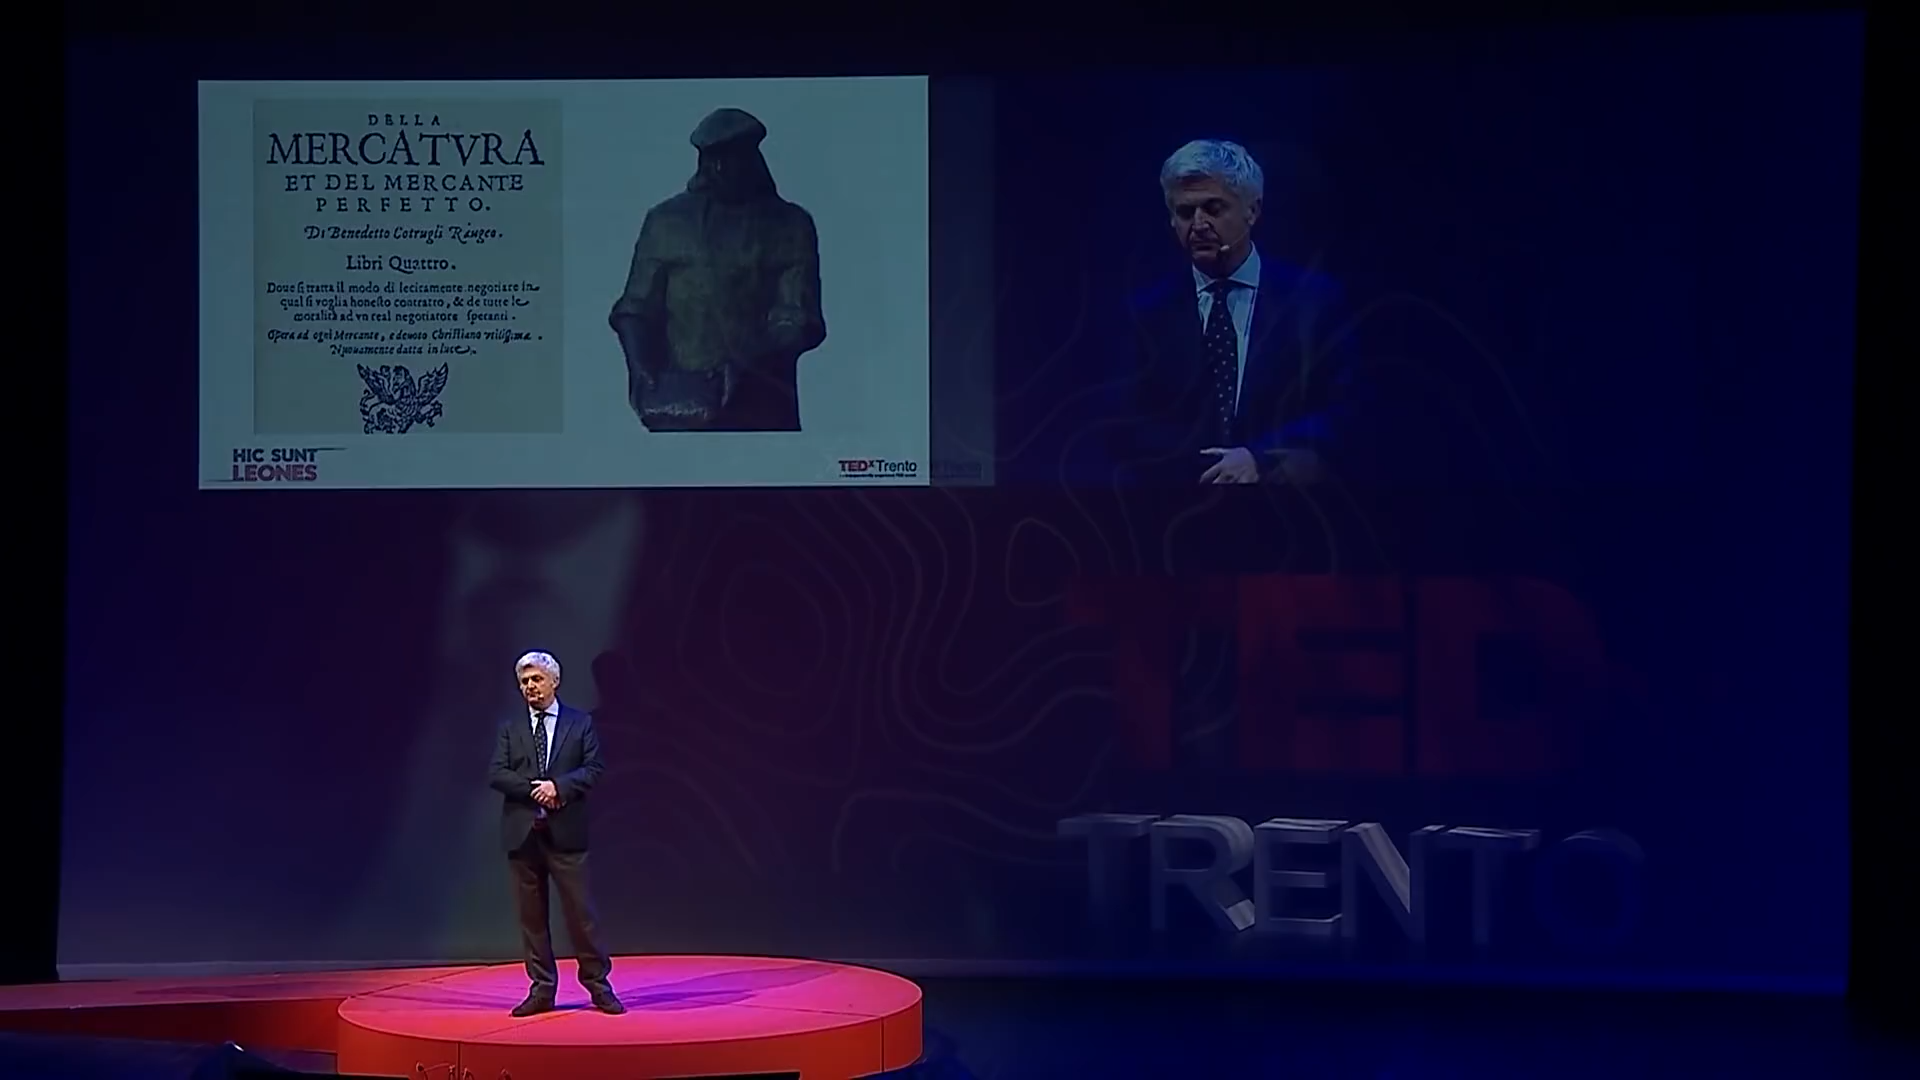 DELLA
MERCATVRA
ET DEL MERCANTE
PERFETTO.
Di Benedetto Cotrugli Raugeo.
Libri Quattro.
Doue si tratta il modo di lecitamente negotiare in
qual si voglia honesto contratto, & de tutte le
moralità ad vn real negotiatore spetanti.
Opera ad ogni Mercante, e deuoto Christiano vtilissima.
Nuouamente datta in luce.
HIC SUNT
LEONES
TEDxTrento
TED
TRENTO